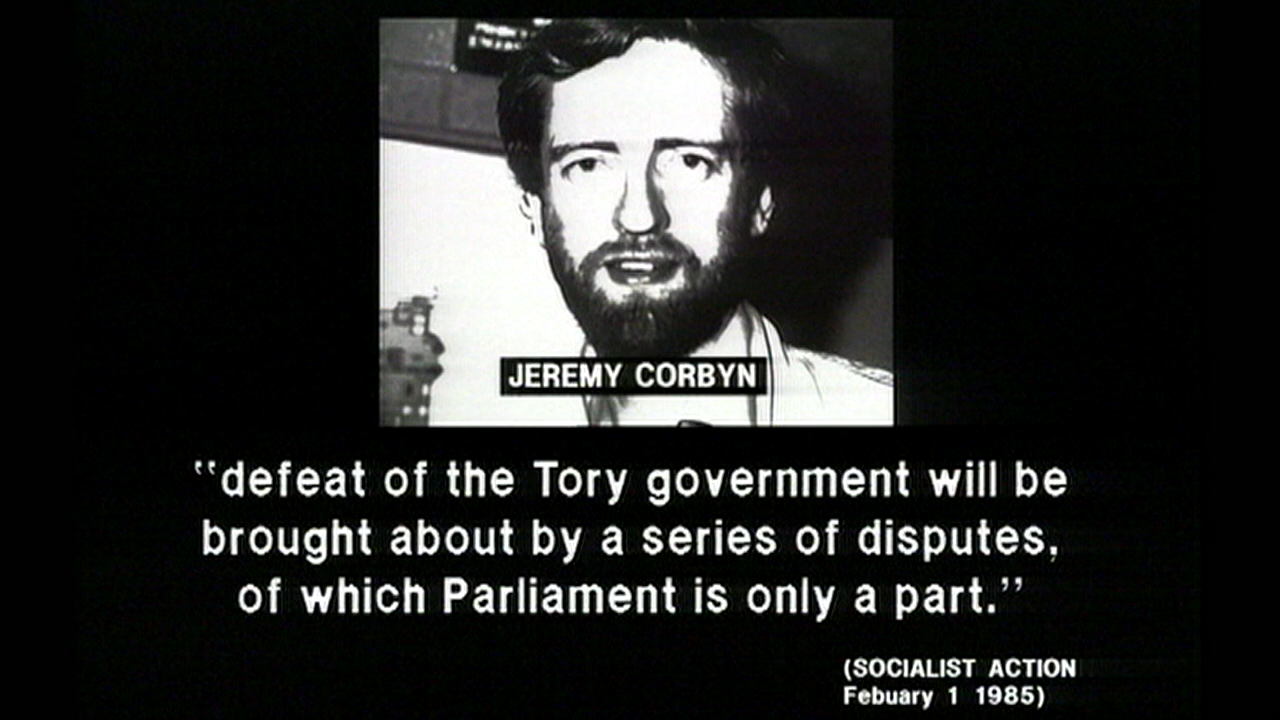 JEREMY CORBYN
"defeat of the Tory government will be
brought about by a series of disputes,
of which Parliament is only a part."
(SOCIALIST ACTION
Febuary 1 1985)